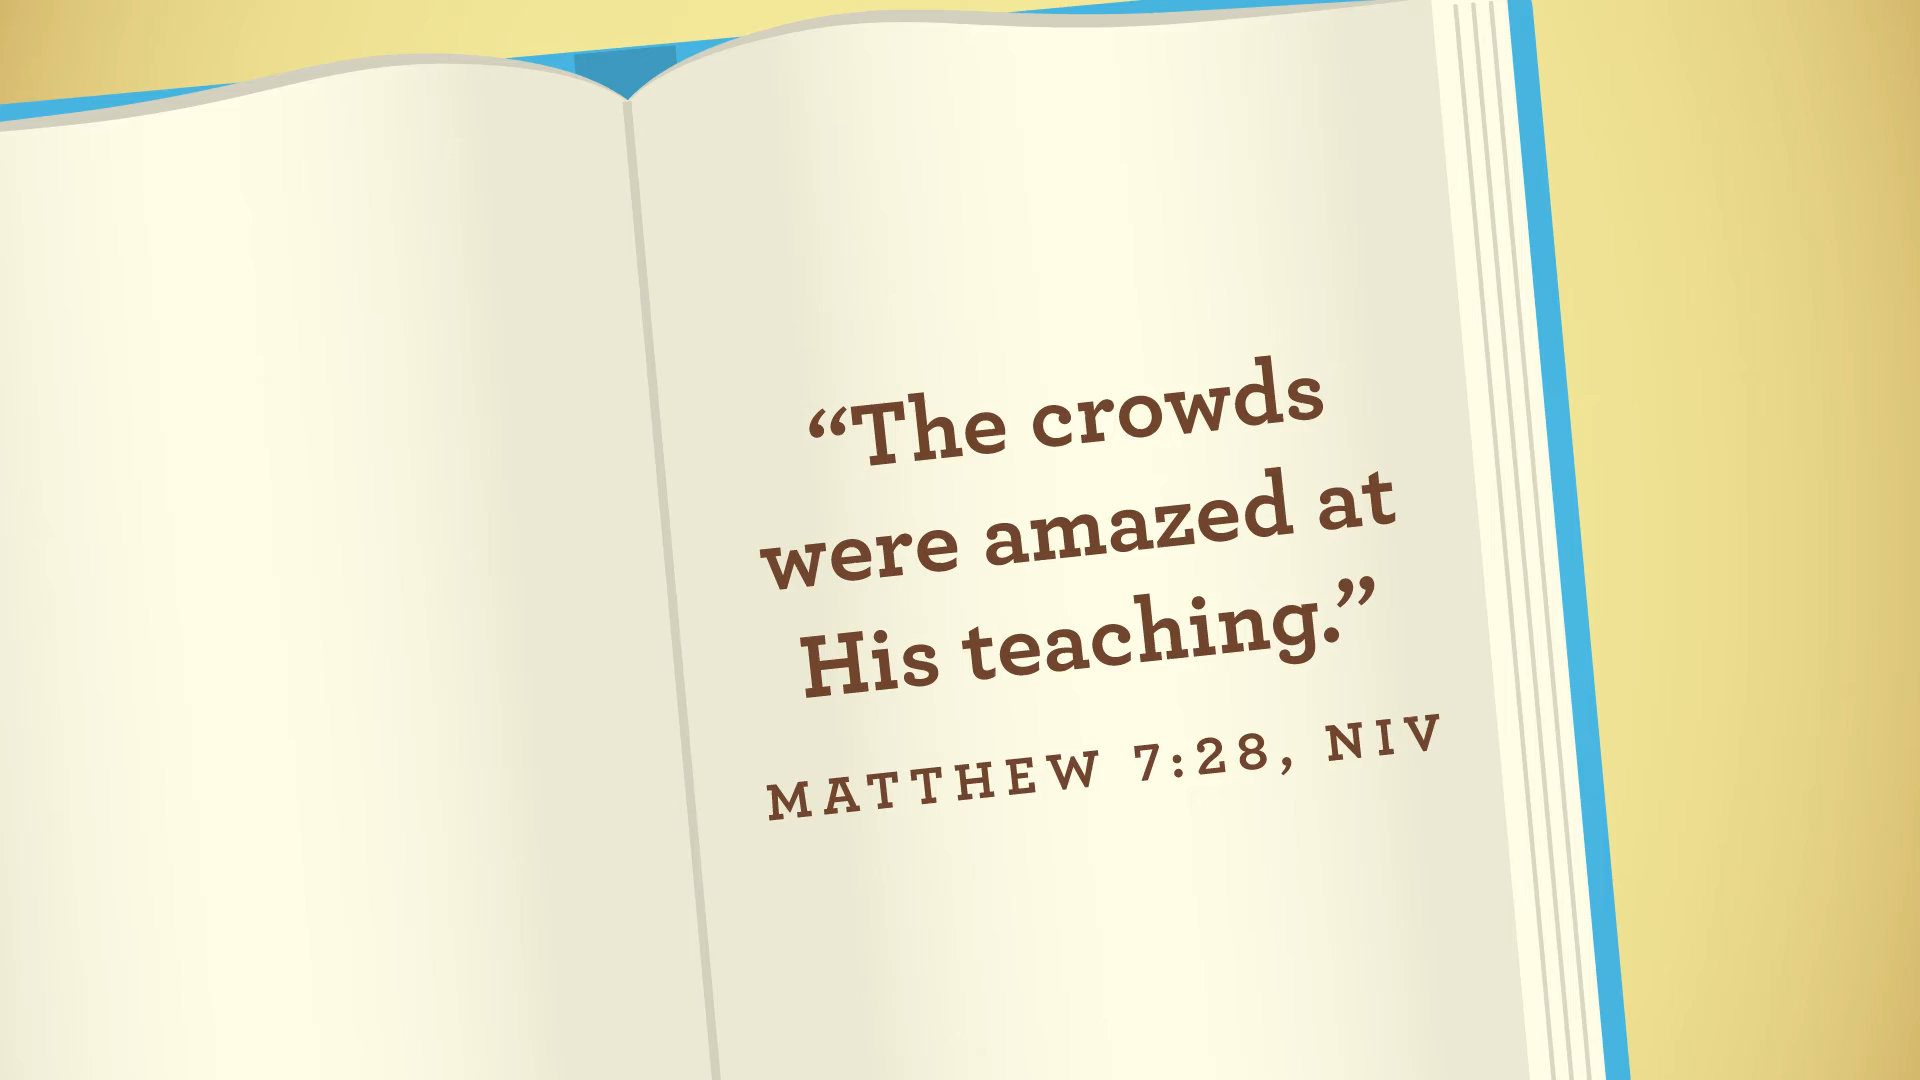 “The crowds
were amazed at
His teaching.”
MATTHEW 7:28, NIV